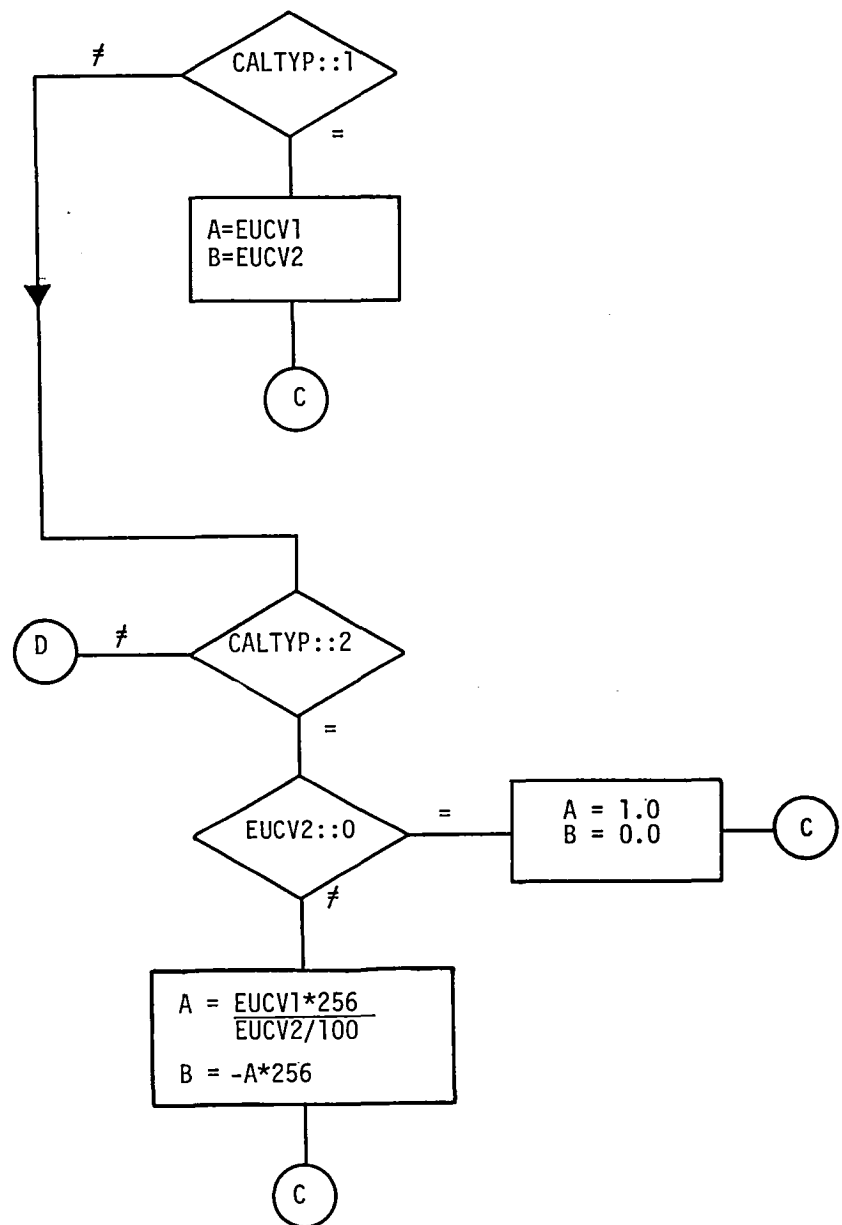 ≠
CALTYP::1
=
A=EUCV1
B=EUCV2
C
D
≠
CALTYP::2
=
EUCV2::0
=
A = 1.0
B = 0.0
C
≠
A = EUCV1*256
EUCV2/100
B = -A*256
C